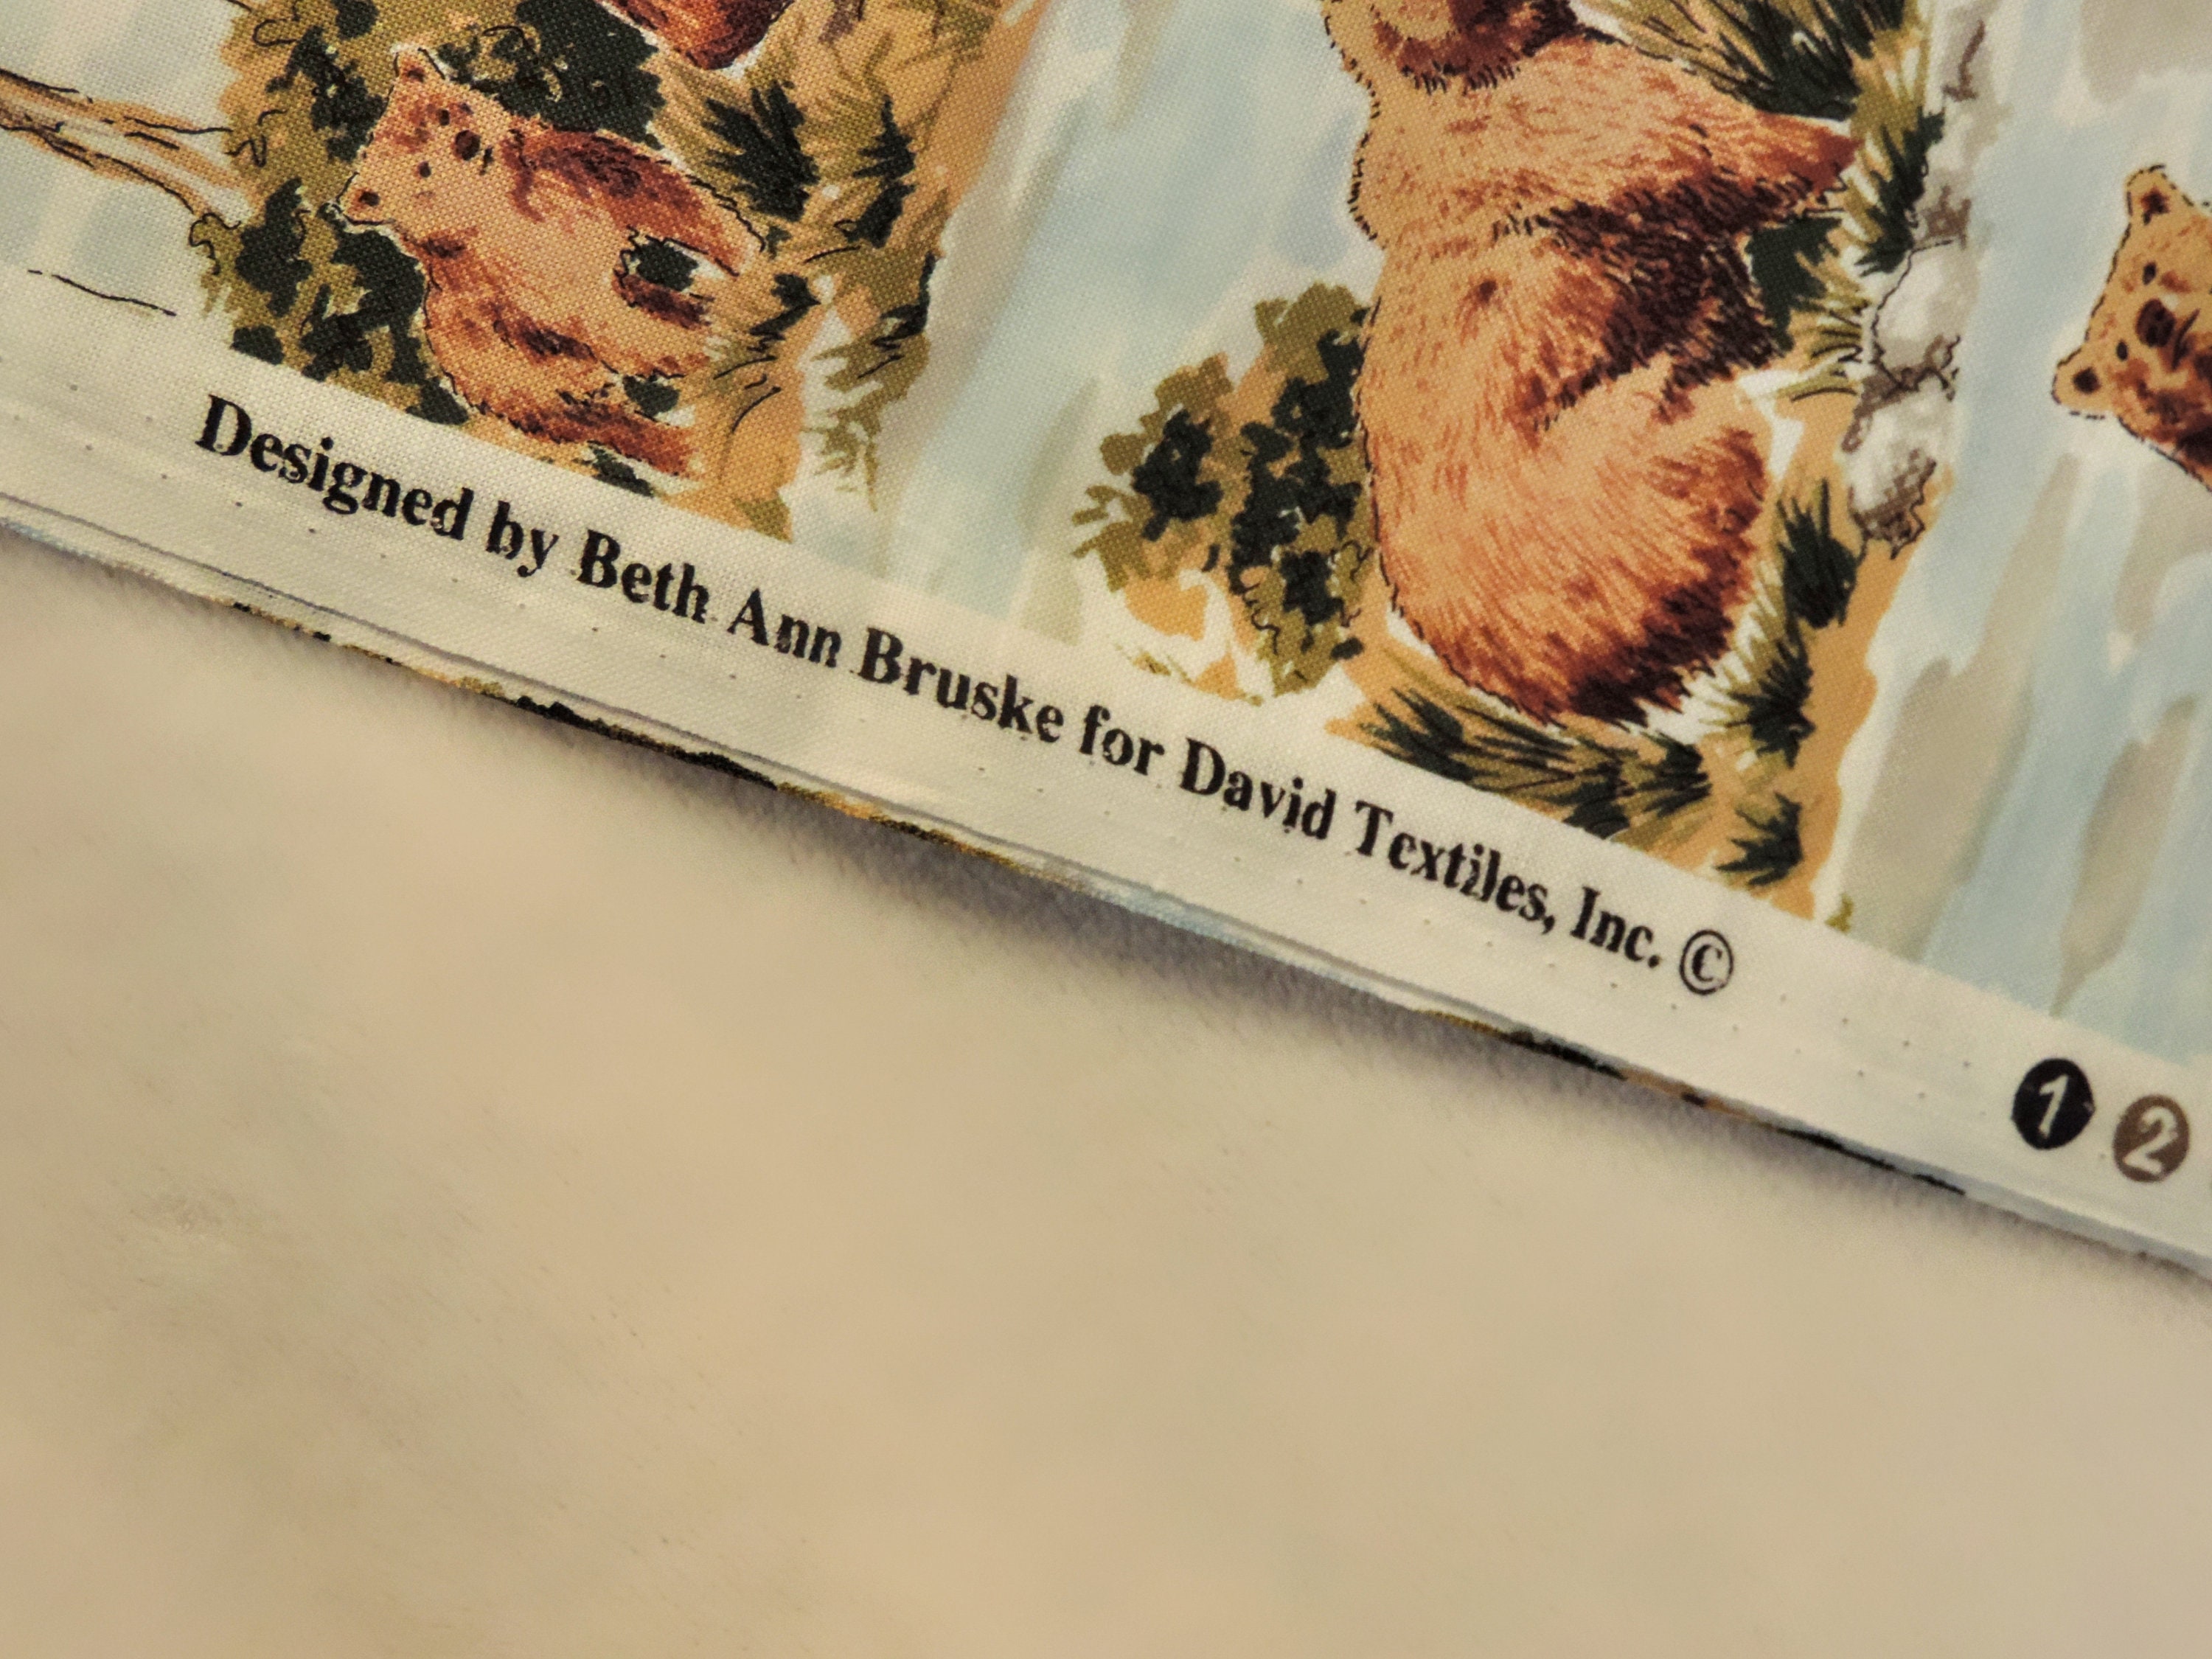 Designed by Beth Ann Bruske for David Textiles, Inc. ©
1 2